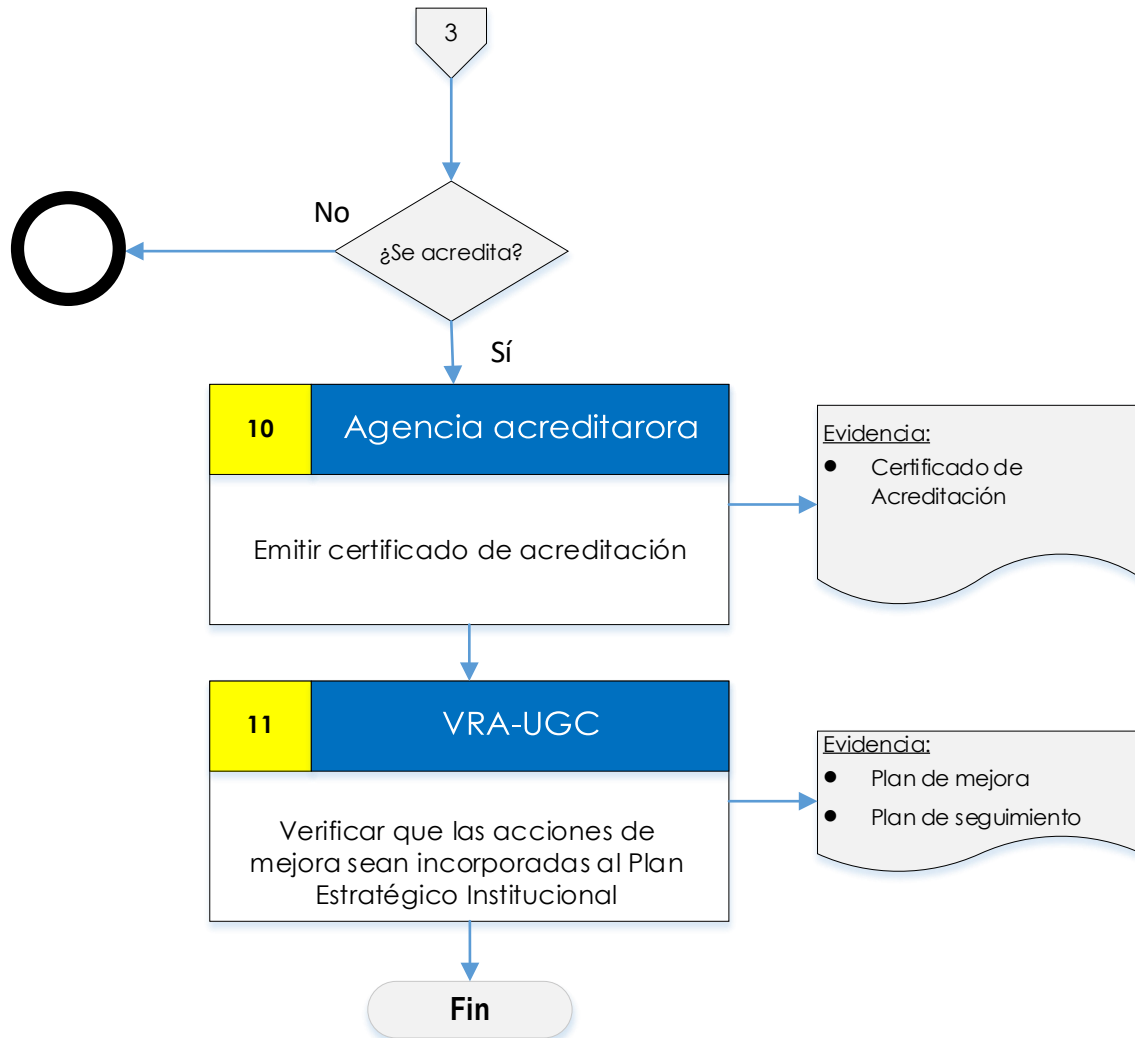 3
No
¿Se acredita?
Sí
10
Agencia acreditarora
Emitir certificado de acreditación
Evidencia:
● Certificado de
Acreditación
11
VRA-UGC
Verificar que las acciones de
mejora sean incorporadas al Plan
Estratégico Institucional
Evidencia:
● Plan de mejora
● Plan de seguimiento
Fin